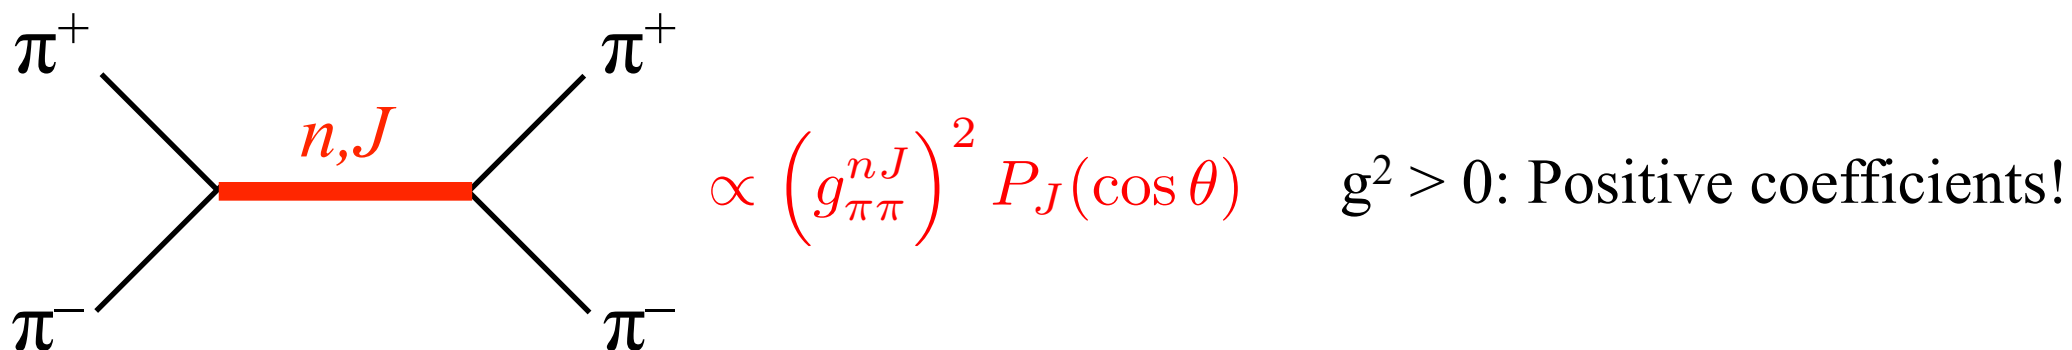 π⁺ π⁺
n,J
∝ (g^{nJ}_{ππ})² P_J(cos θ) g² > 0: Positive coefficients!
π⁻ π⁻